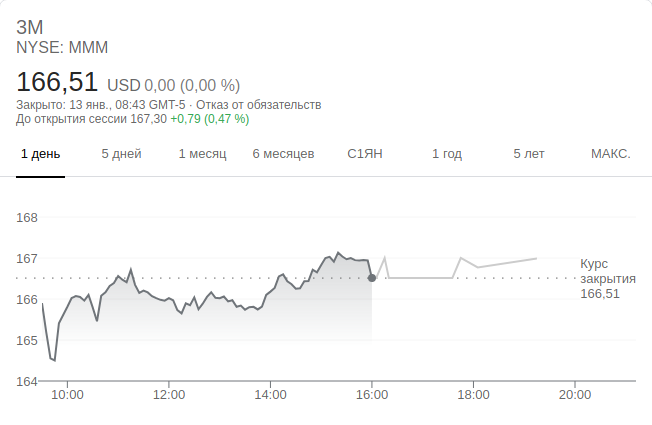 3M
NYSE: MMM
166,51 USD 0,00 (0,00 %)
Закрыто: 13 янв., 08:43 GMT-5 · Отказ от обязательств
До открытия сессии 167,30 +0,79 (0,47 %)
1 день 5 дней 1 месяц 6 месяцев С1ЯН 1 год 5 лет МАКС.
168
167
166
165
164
Курс
закрытия
166,51
10:00 12:00 14:00 16:00 18:00 20:00